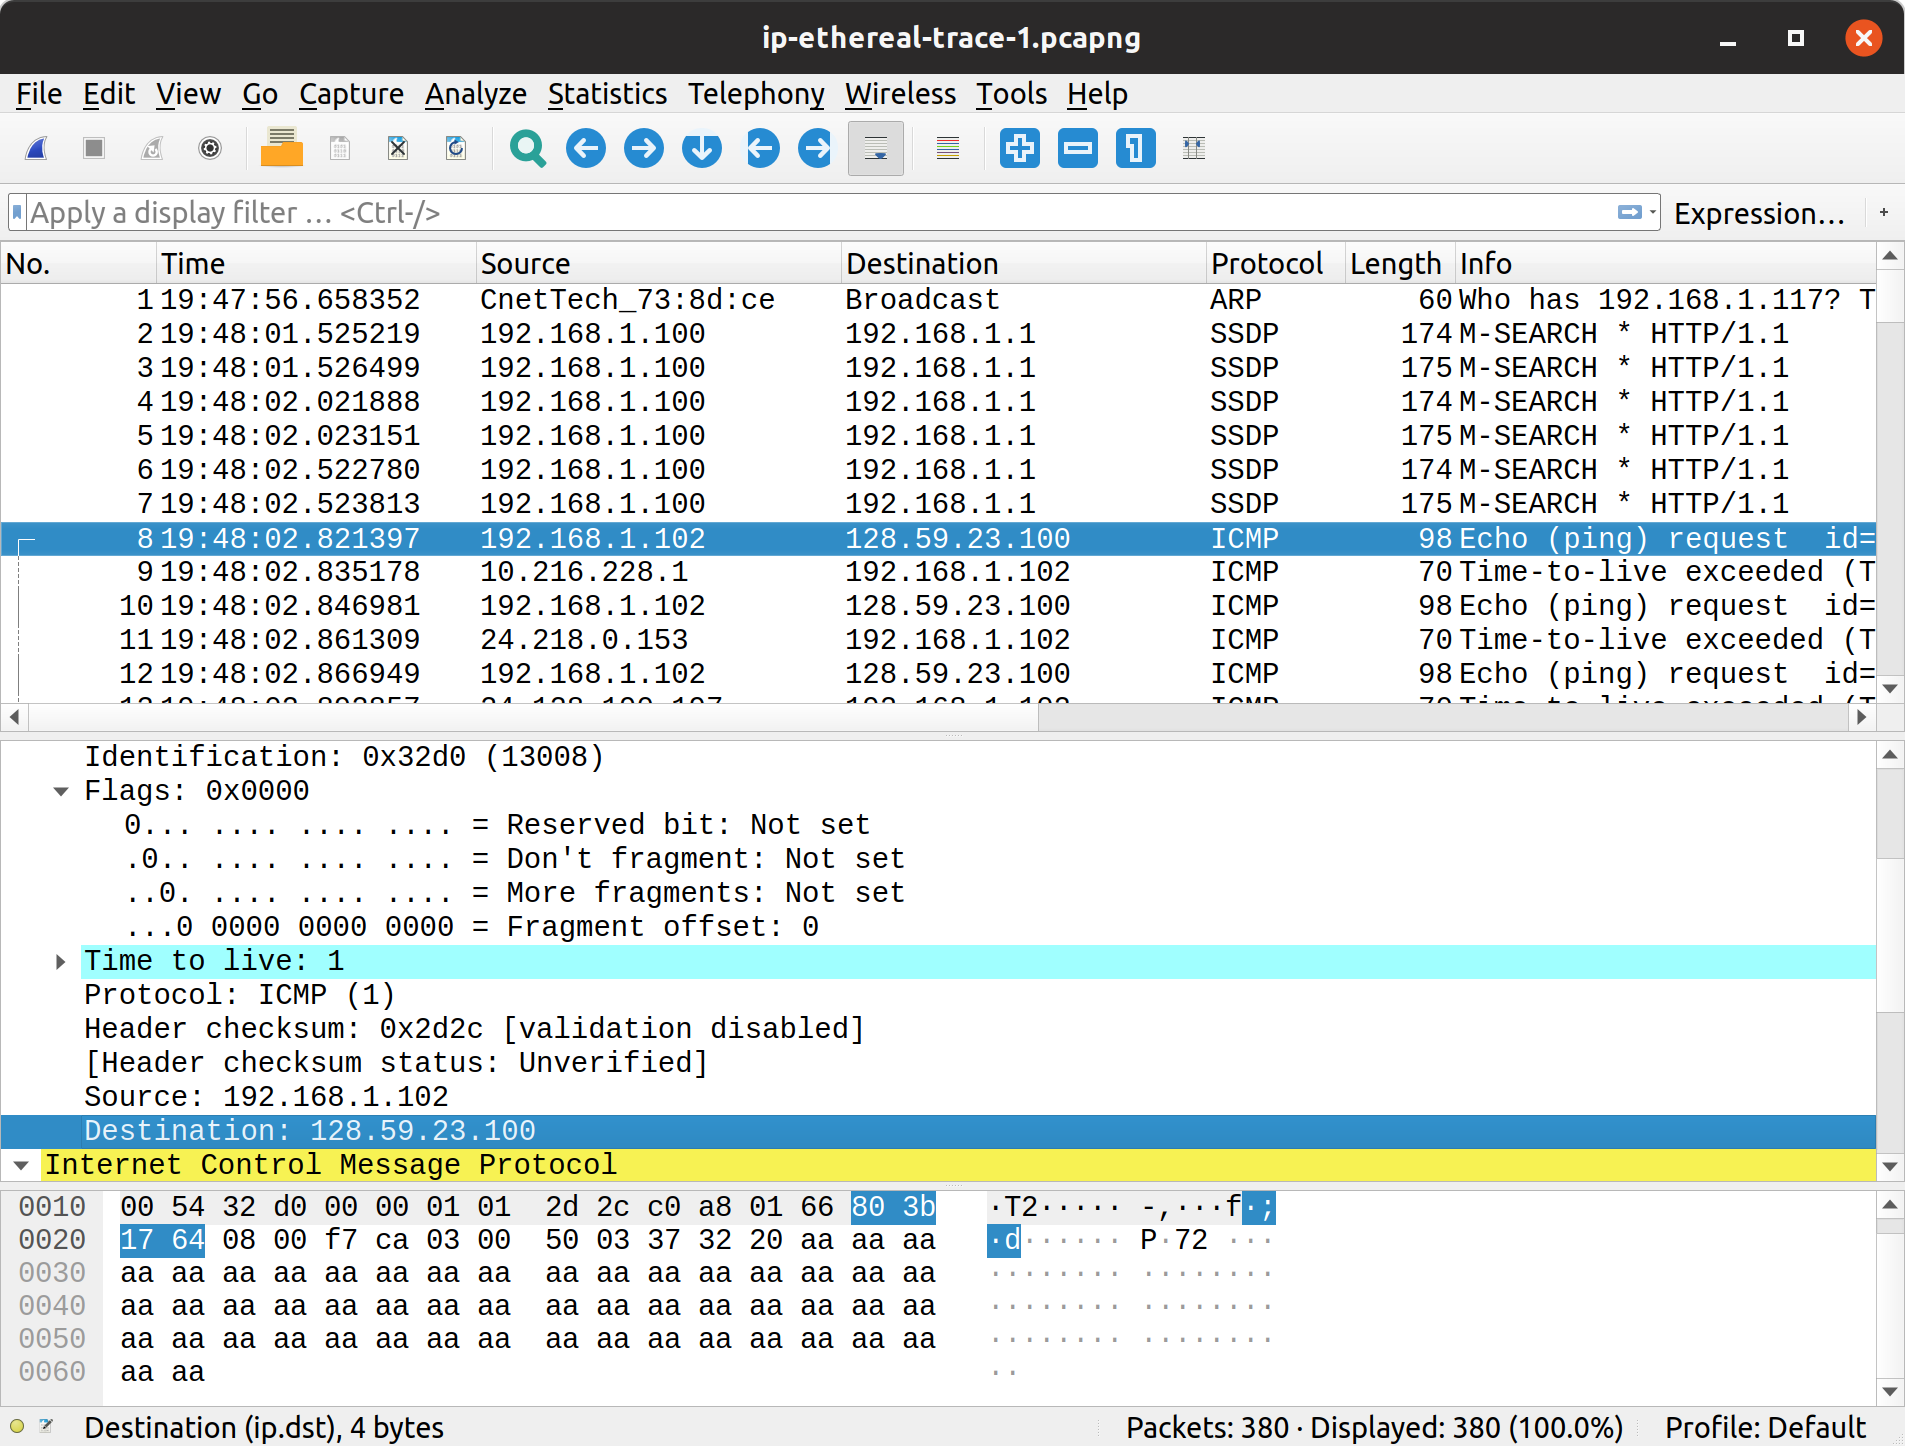 ip-ethereal-trace-1.pcapng
File Edit View Go Capture Analyze Statistics Telephony Wireless Tools Help
Apply a display filter … <Ctrl-/> Expression… +
No. Time Source Destination Protocol Length Info
1 19:47:56.658352 CnetTech_73:8d:ce Broadcast ARP 60 Who has 192.168.1.117? T
2 19:48:01.525219 192.168.1.100 192.168.1.1 SSDP 174 M-SEARCH * HTTP/1.1
3 19:48:01.526499 192.168.1.100 192.168.1.1 SSDP 175 M-SEARCH * HTTP/1.1
4 19:48:02.021888 192.168.1.100 192.168.1.1 SSDP 174 M-SEARCH * HTTP/1.1
5 19:48:02.023151 192.168.1.100 192.168.1.1 SSDP 175 M-SEARCH * HTTP/1.1
6 19:48:02.522780 192.168.1.100 192.168.1.1 SSDP 174 M-SEARCH * HTTP/1.1
7 19:48:02.523813 192.168.1.100 192.168.1.1 SSDP 175 M-SEARCH * HTTP/1.1
8 19:48:02.821397 192.168.1.102 128.59.23.100 ICMP 98 Echo (ping) request id=
9 19:48:02.835178 10.216.228.1 192.168.1.102 ICMP 70 Time-to-live exceeded (T
10 19:48:02.846981 192.168.1.102 128.59.23.100 ICMP 98 Echo (ping) request id=
11 19:48:02.861309 24.218.0.153 192.168.1.102 ICMP 70 Time-to-live exceeded (T
12 19:48:02.866949 192.168.1.102 128.59.23.100 ICMP 98 Echo (ping) request id=
Identification: 0x32d0 (13008)
Flags: 0x0000
0... .... .... .... = Reserved bit: Not set
.0.. .... .... .... = Don't fragment: Not set
..0. .... .... .... = More fragments: Not set
...0 0000 0000 0000 = Fragment offset: 0
Time to live: 1
Protocol: ICMP (1)
Header checksum: 0x2d2c [validation disabled]
[Header checksum status: Unverified]
Source: 192.168.1.102
Destination: 128.59.23.100
Internet Control Message Protocol
0010 00 54 32 d0 00 00 01 01 2d 2c c0 a8 01 66 80 3b ·T2····· -,···f·;
0020 17 64 08 00 f7 ca 03 00 50 03 37 32 20 aa aa aa ·d······ P·72 ···
0030 aa aa aa aa aa aa aa aa aa aa aa aa aa aa aa aa ········ ········
0040 aa aa aa aa aa aa aa aa aa aa aa aa aa aa aa aa ········ ········
0050 aa aa aa aa aa aa aa aa aa aa aa aa aa aa aa aa ········ ········
0060 aa aa ··
Destination (ip.dst), 4 bytes Packets: 380 · Displayed: 380 (100.0%) Profile: Default